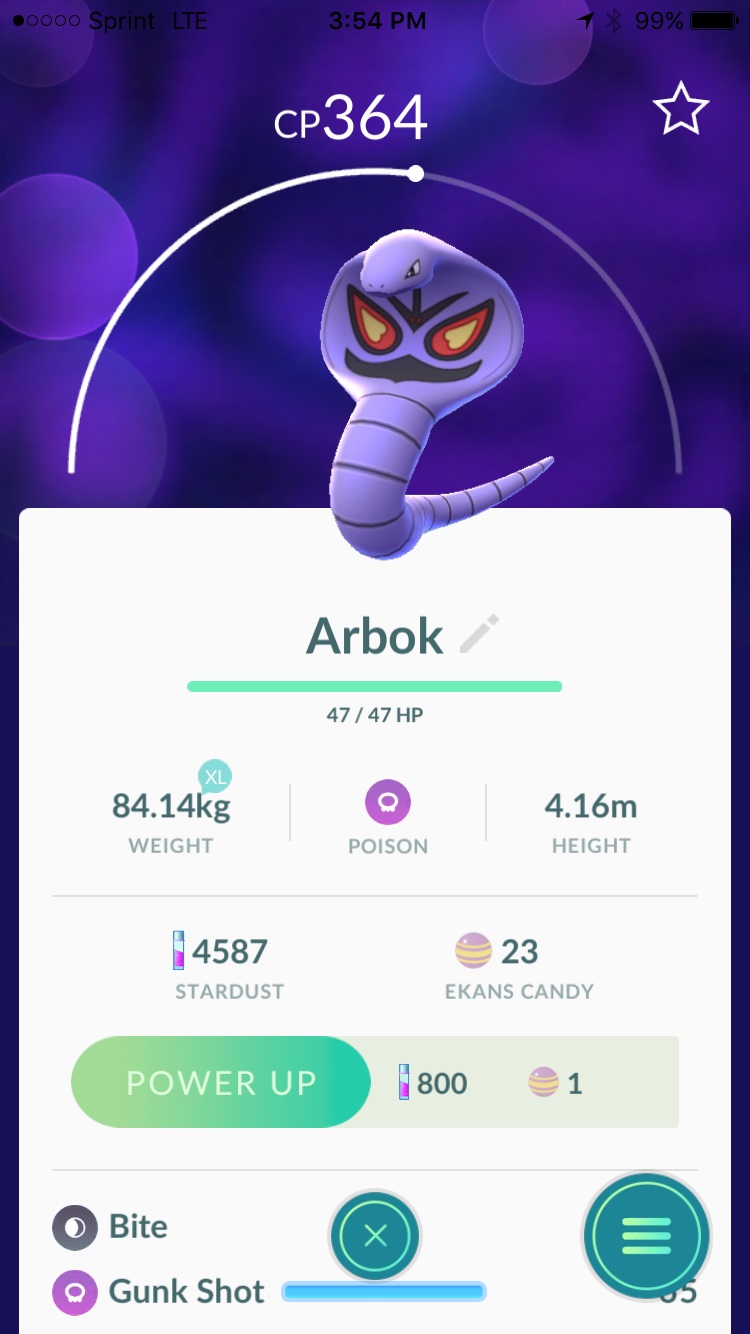 Sprint LTE 3:54 PM 99%
CP364
Arbok
47 / 47 HP
XL
84.14kg 4.16m
WEIGHT POISON HEIGHT
4587 23
STARDUST EKANS CANDY
POWER UP 800 1
Bite
Gunk Shot